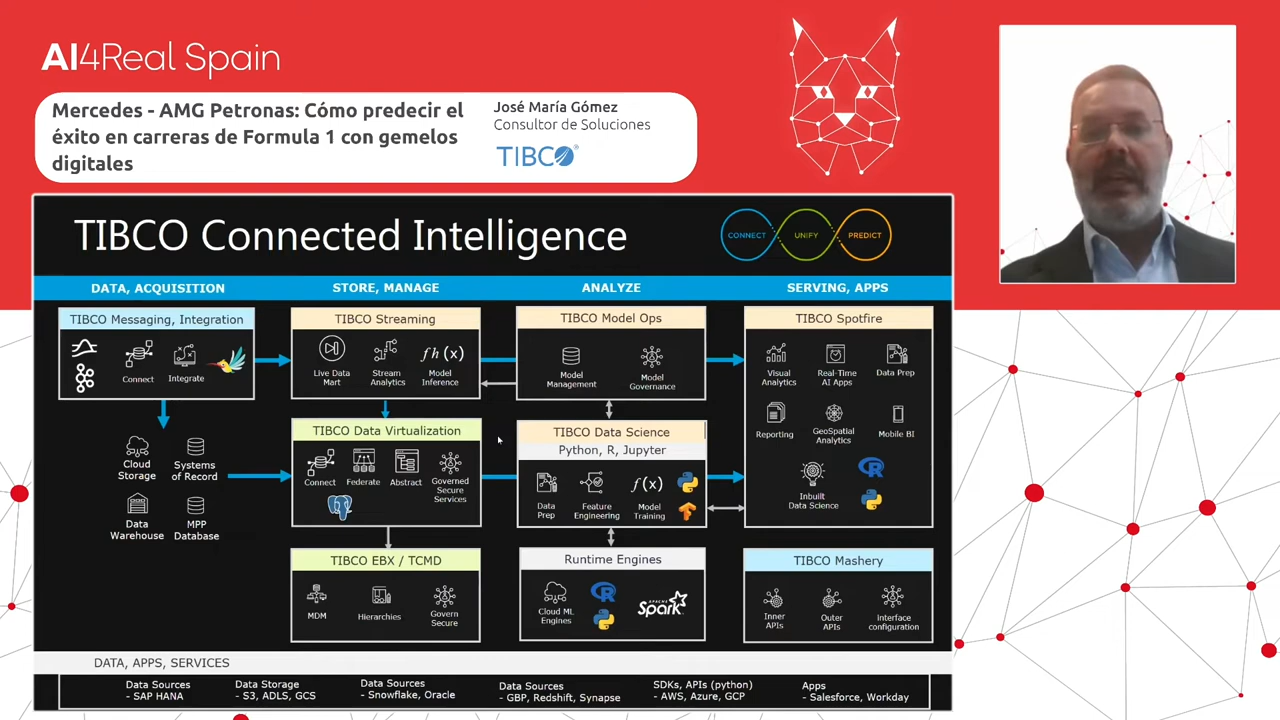 AI4Real Spain
Mercedes - AMG Petronas: Cómo predecir el
éxito en carreras de Formula 1 con gemelos
digitales
José María Gómez
Consultor de Soluciones
TIBCO®
TIBCO Connected Intelligence
CONNECT
UNIFY
PREDICT
DATA, ACQUISITION
STORE, MANAGE
ANALYZE
SERVING, APPS
TIBCO Messaging, Integration
Connect
Integrate
TIBCO Streaming
Live Data
Mart
Stream
Analytics
fh(x)
Model
Inference
TIBCO Model Ops
Model
Management
Model
Governance
TIBCO Spotfire
Visual
Analytics
Real-Time
AI Apps
Data Prep
Reporting
GeoSpatial
Analytics
Mobile BI
Inbuilt
Data Science
R
Cloud
Storage
Systems
of Record
Data
Warehouse
MPP
Database
TIBCO Data Virtualization
Connect
Federate
Abstract
Governed
Secure
Services
TIBCO Data Science
Python, R, Jupyter
Data
Prep
Feature
Engineering
f(x)
Model
Training
TIBCO EBX / TCMD
MDM
Hierarchies
Govern
Secure
Runtime Engines
Cloud ML
Engines
R
APACHE
Spark
TIBCO Mashery
Inner
APIs
Outer
APIs
Interface
configuration
DATA, APPS, SERVICES
Data Sources
- SAP HANA
Data Storage
- S3, ADLS, GCS
Data Sources
- Snowflake, Oracle
Data Sources
- GBP, Redshift, Synapse
SDKs, APIs (python)
- AWS, Azure, GCP
Apps
- Salesforce, Workday